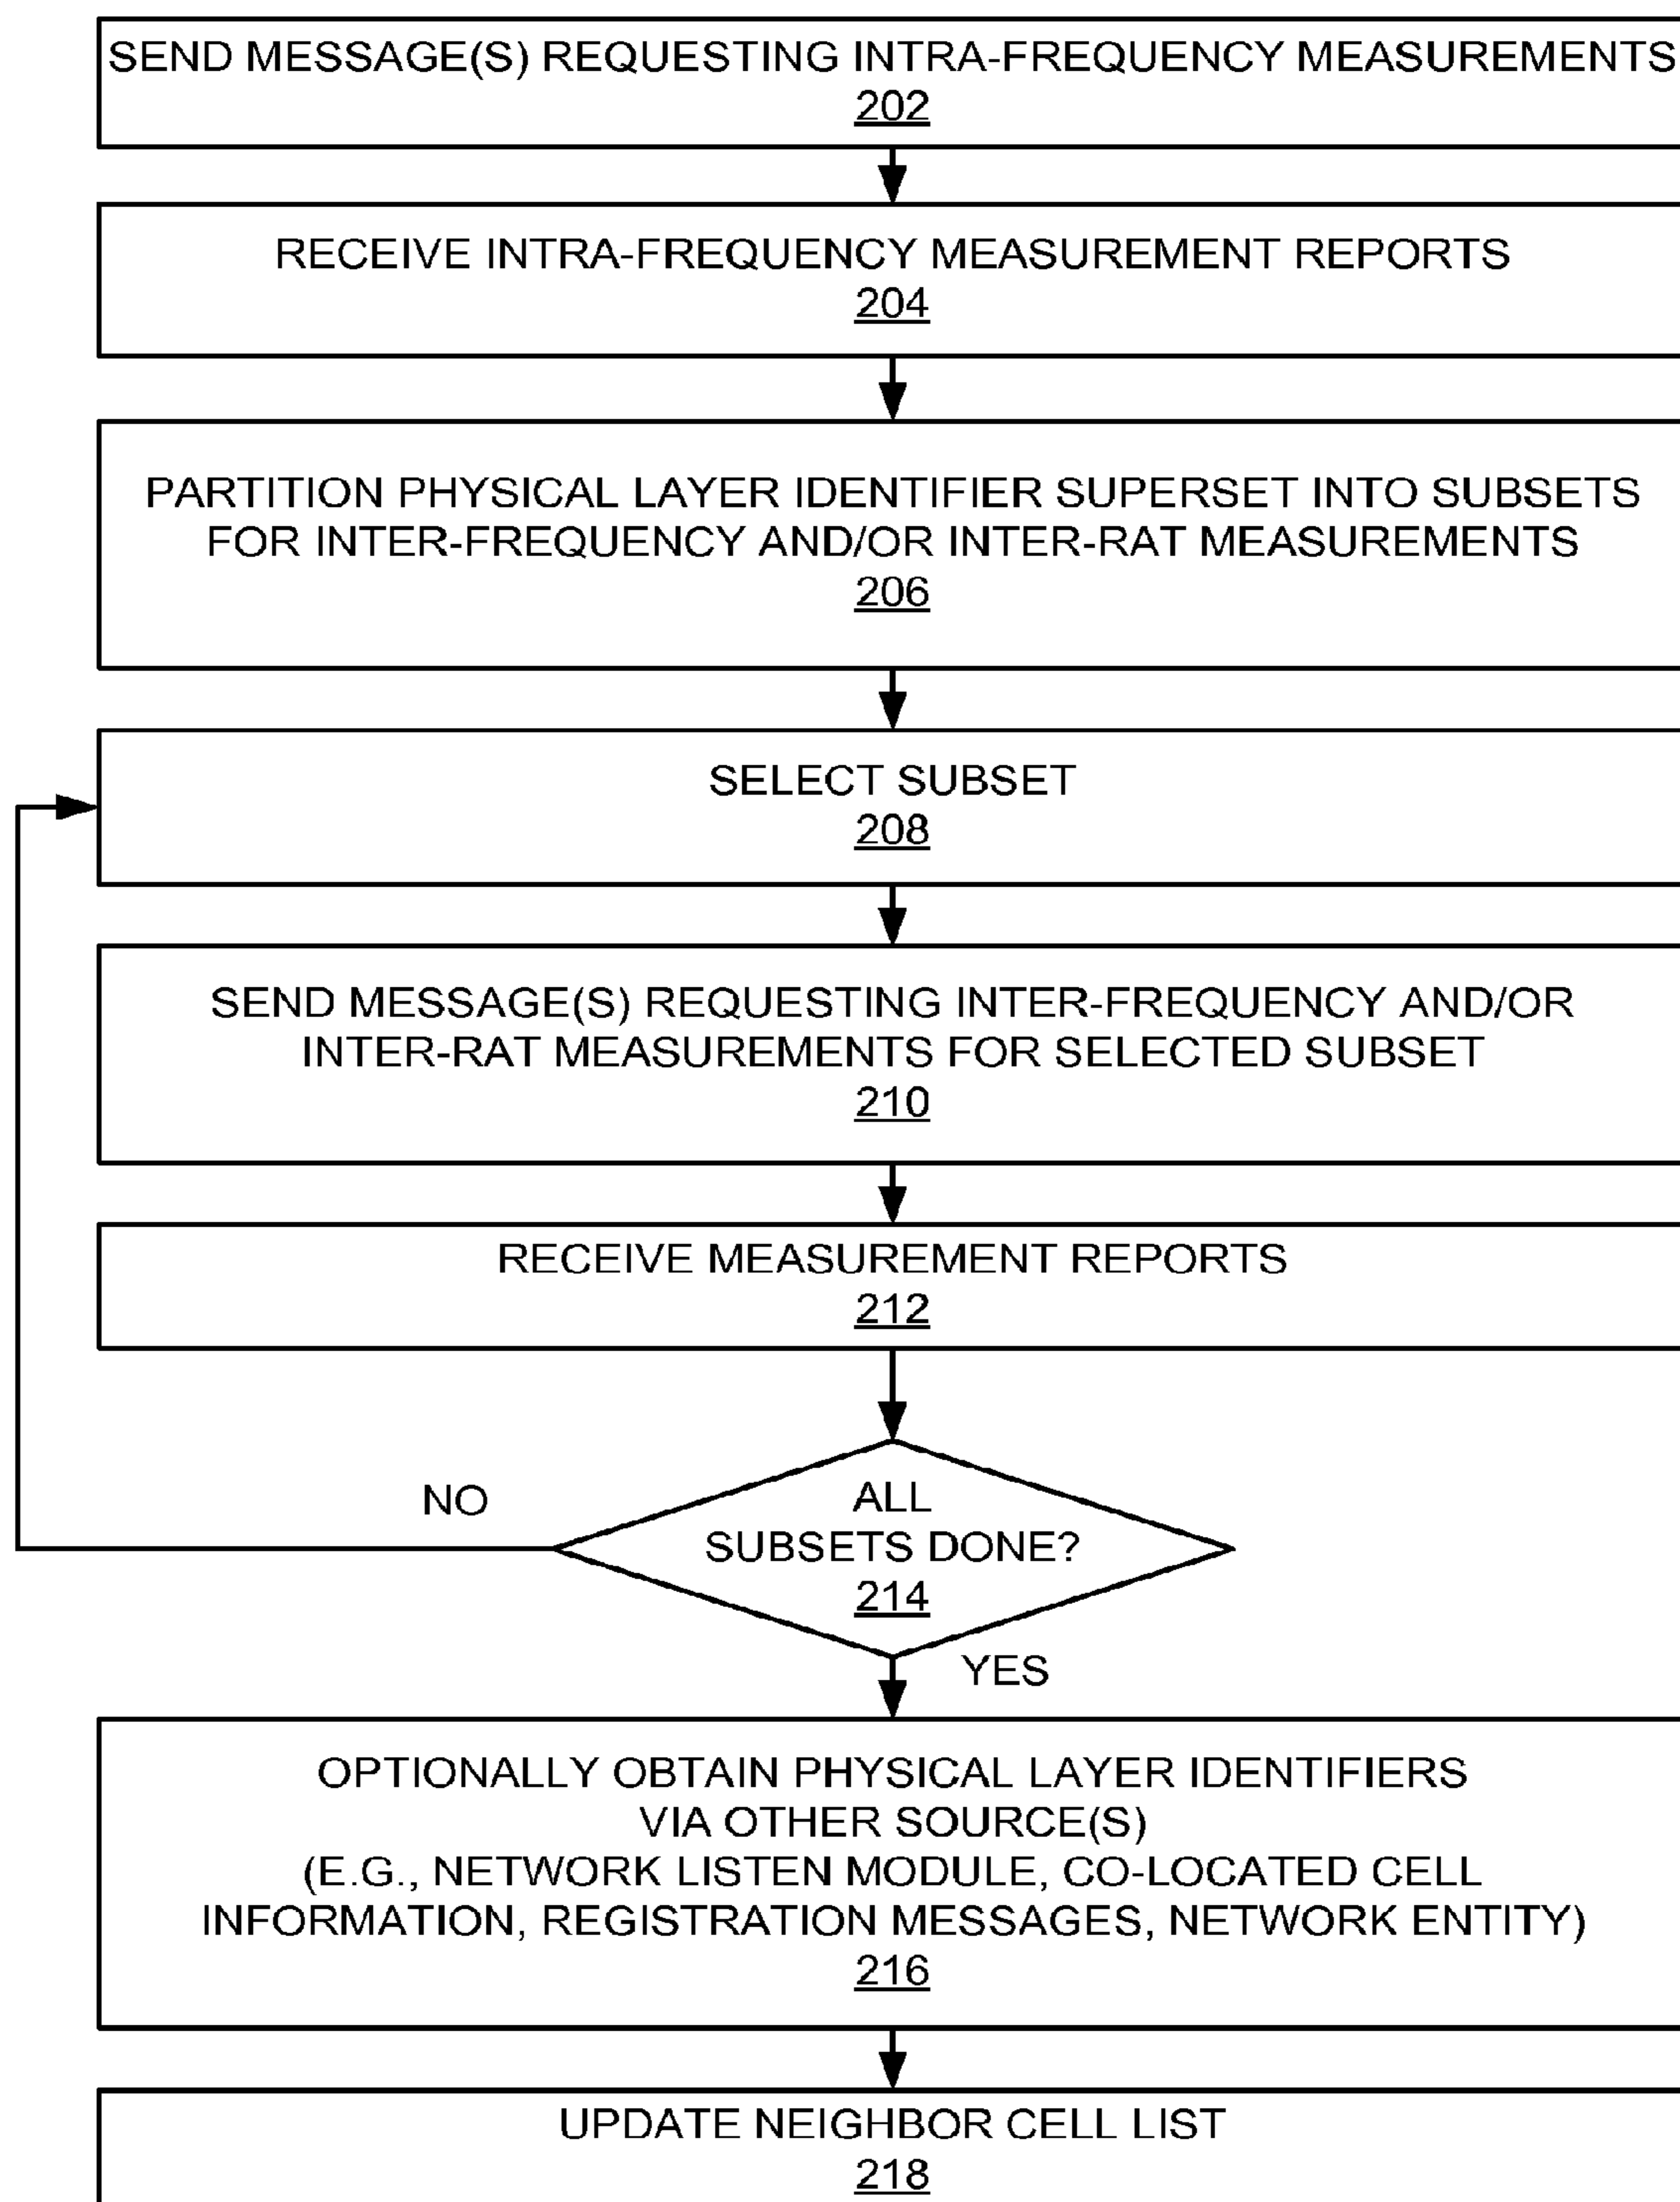 SEND MESSAGE(S) REQUESTING INTRA-FREQUENCY MEASUREMENTS
202
RECEIVE INTRA-FREQUENCY MEASUREMENT REPORTS
204
PARTITION PHYSICAL LAYER IDENTIFIER SUPERSET INTO SUBSETS
FOR INTER-FREQUENCY AND/OR INTER-RAT MEASUREMENTS
206
SELECT SUBSET
208
SEND MESSAGE(S) REQUESTING INTER-FREQUENCY AND/OR
INTER-RAT MEASUREMENTS FOR SELECTED SUBSET
210
RECEIVE MEASUREMENT REPORTS
212
NO
ALL
SUBSETS DONE?
214
YES
OPTIONALLY OBTAIN PHYSICAL LAYER IDENTIFIERS
VIA OTHER SOURCE(S)
(E.G., NETWORK LISTEN MODULE, CO-LOCATED CELL
INFORMATION, REGISTRATION MESSAGES, NETWORK ENTITY)
216
UPDATE NEIGHBOR CELL LIST
218